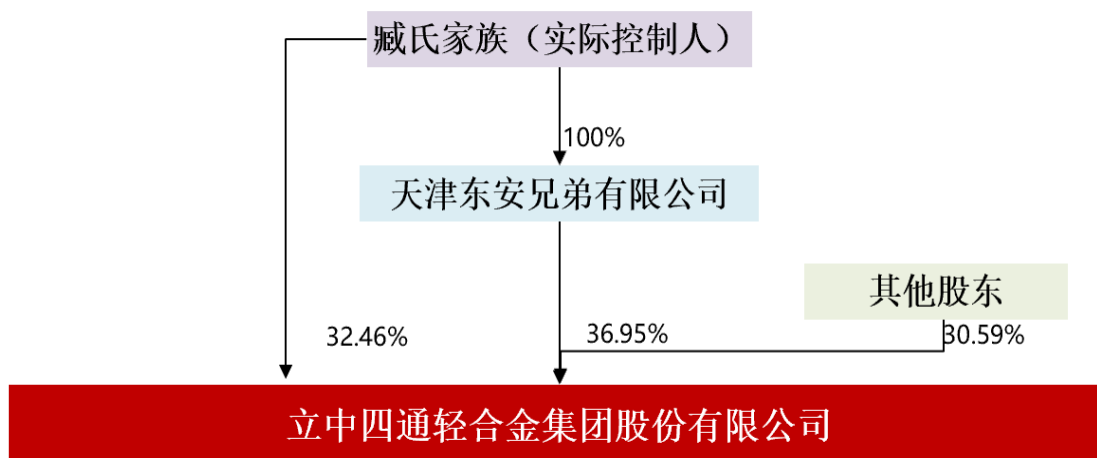 臧氏家族（实际控制人）
100%
天津东安兄弟有限公司
其他股东
32.46%
36.95%
30.59%
立中四通轻合金集团股份有限公司